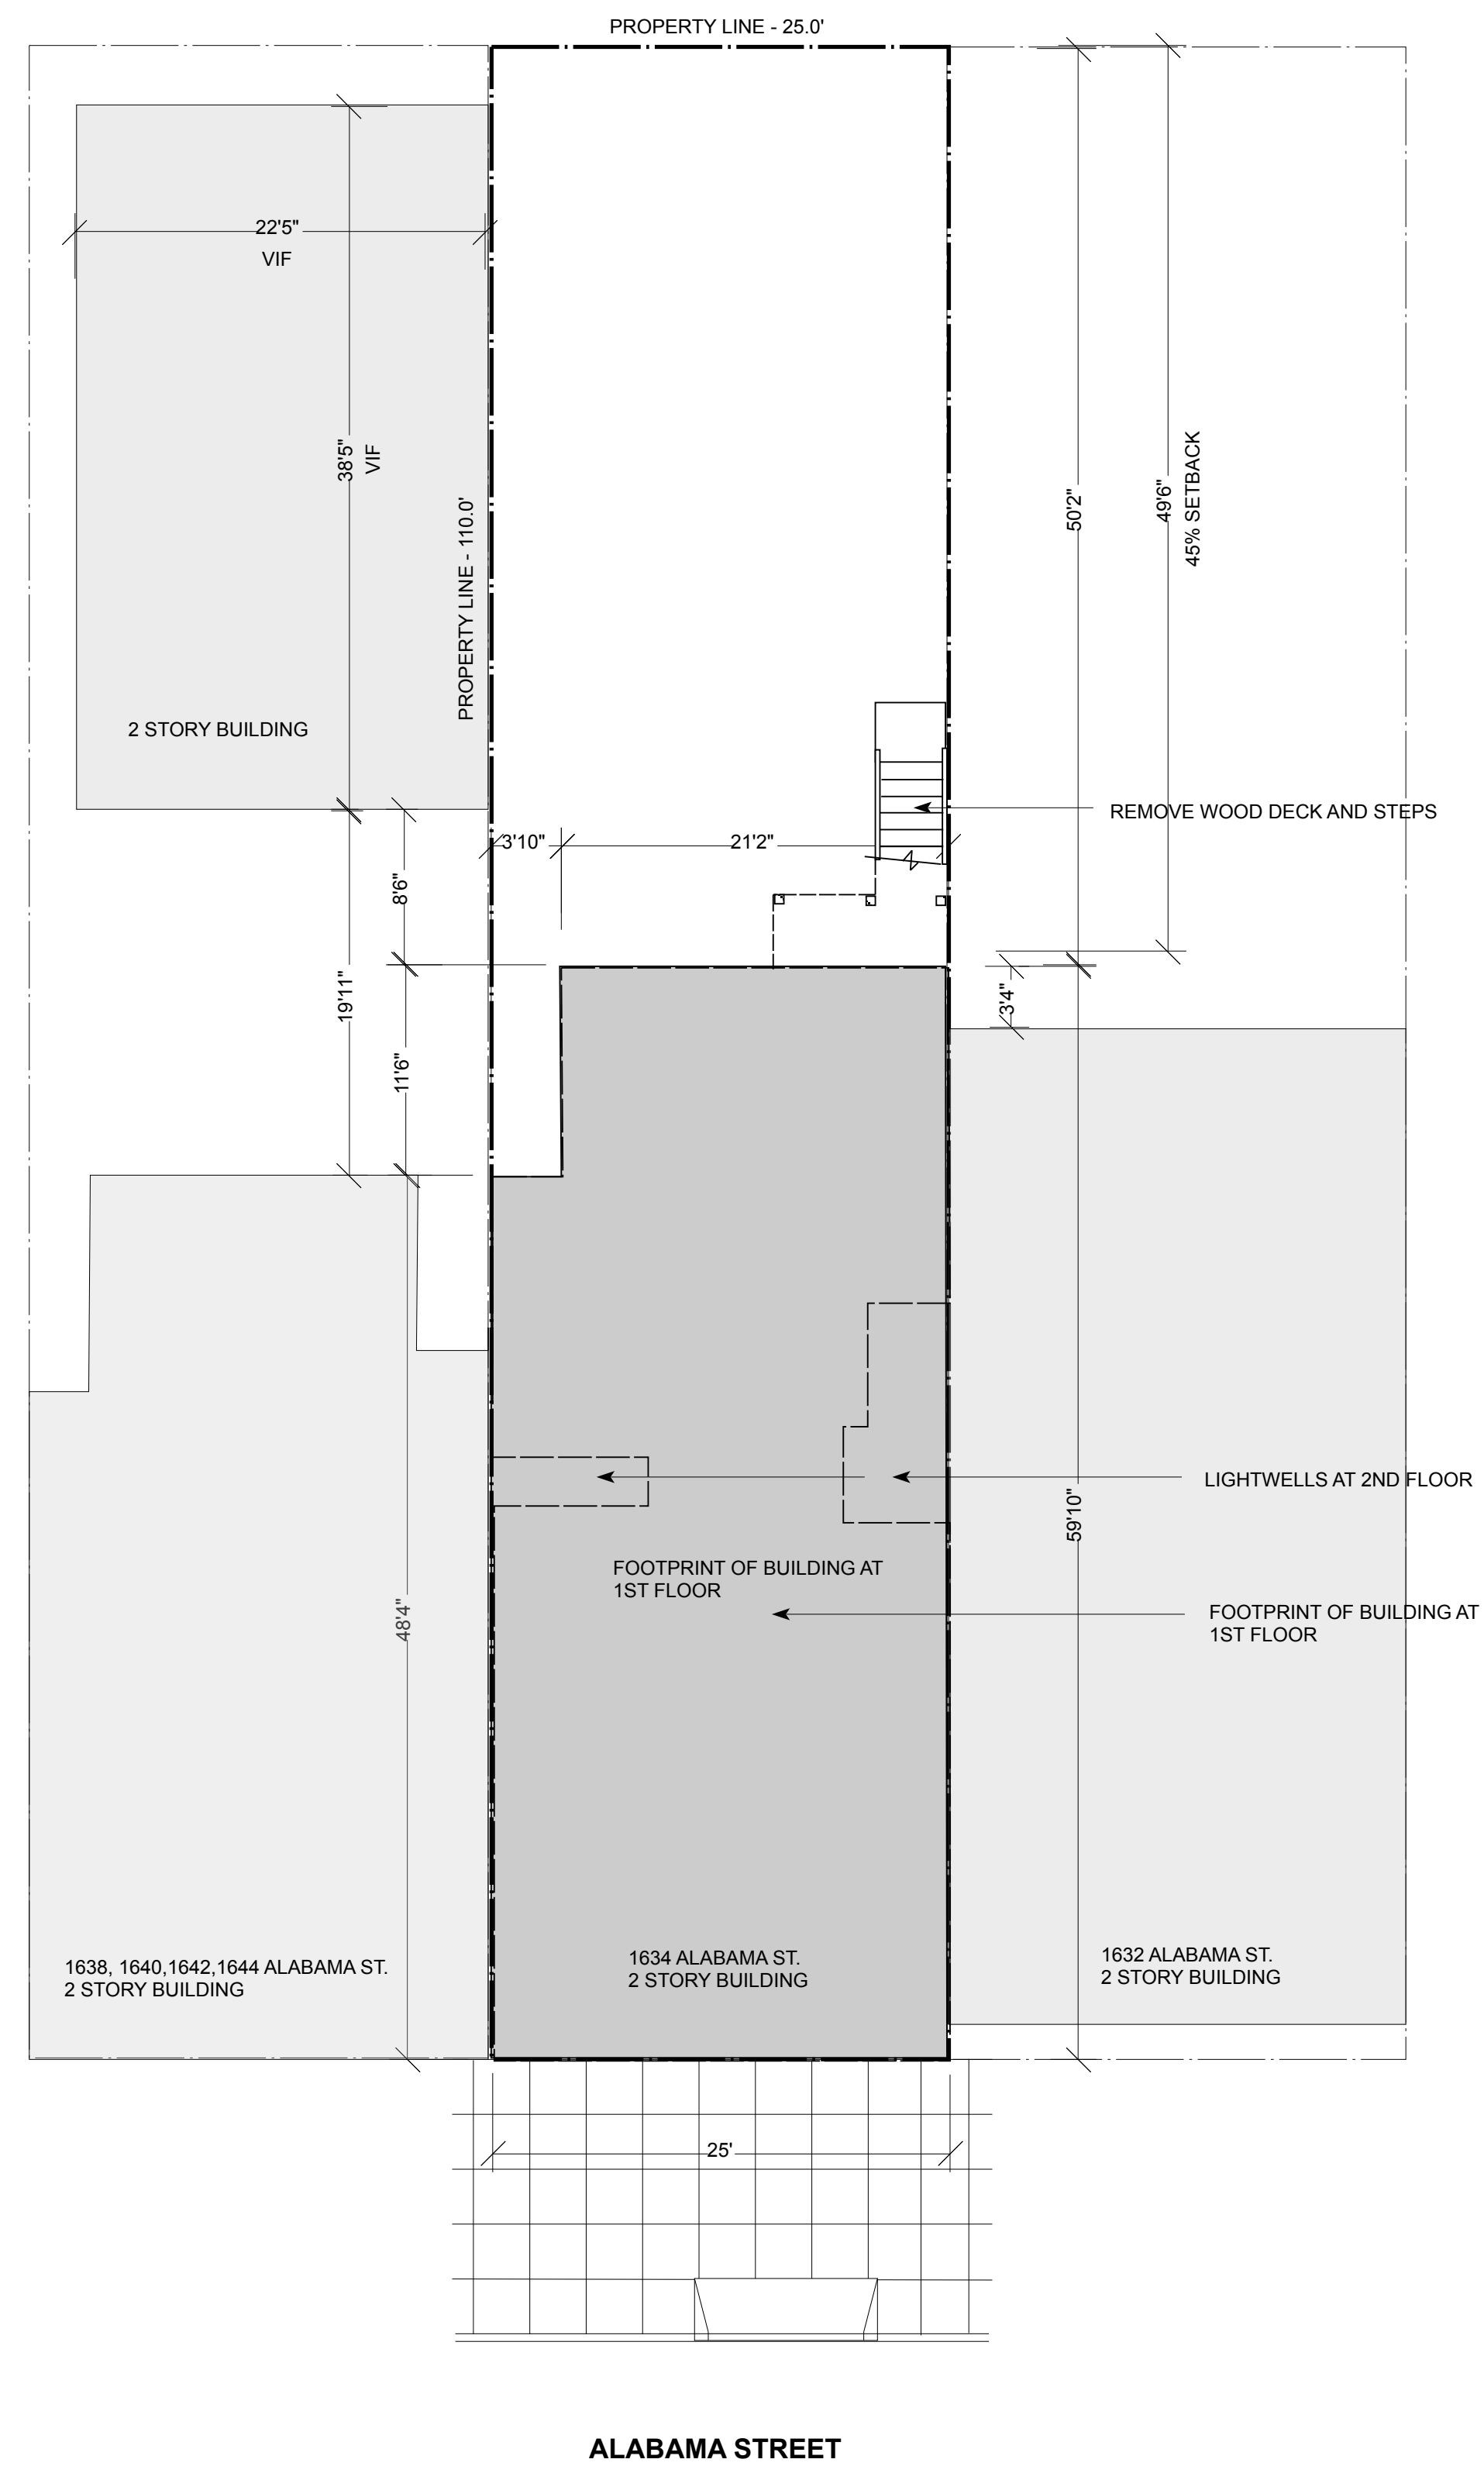 PROPERTY LINE - 25.0'
22'5"
VIF
38'5"
VIF
PROPERTY LINE - 110.0'
50'2"
49'6"
45% SETBACK
2 STORY BUILDING
REMOVE WOOD DECK AND STEPS
3'10"
21'2"
8'6"
19'11"
3'4"
11'6"
LIGHTWELLS AT 2ND FLOOR
59'10"
FOOTPRINT OF BUILDING AT
1ST FLOOR
48'4"
FOOTPRINT OF BUILDING AT
1ST FLOOR
1638, 1640,1642,1644 ALABAMA ST.
2 STORY BUILDING
1634 ALABAMA ST.
2 STORY BUILDING
1632 ALABAMA ST.
2 STORY BUILDING
25'
ALABAMA STREET